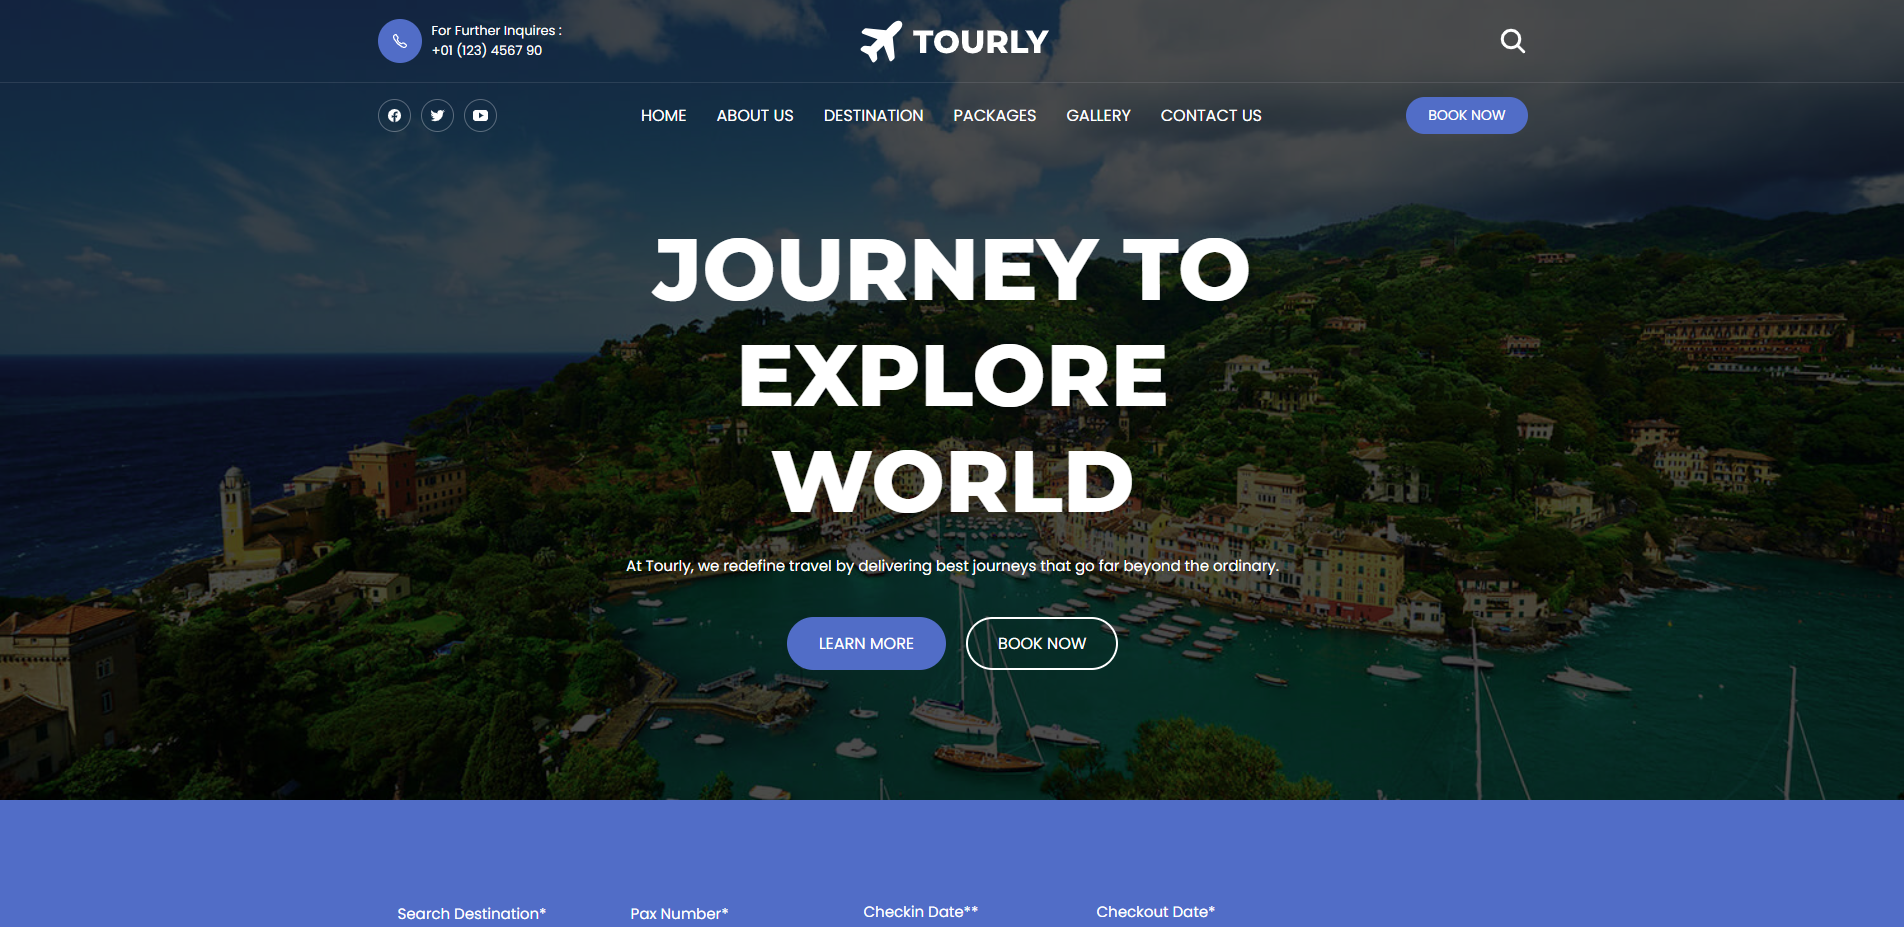 For Further Inquires :
+01 (123) 4567 90
TOURLY
HOME
ABOUT US
DESTINATION
PACKAGES
GALLERY
CONTACT US
BOOK NOW
JOURNEY TO
EXPLORE
WORLD
At Tourly, we redefine travel by delivering best journeys that go far beyond the ordinary.
LEARN MORE
BOOK NOW
Search Destination*
Pax Number*
Checkin Date**
Checkout Date*